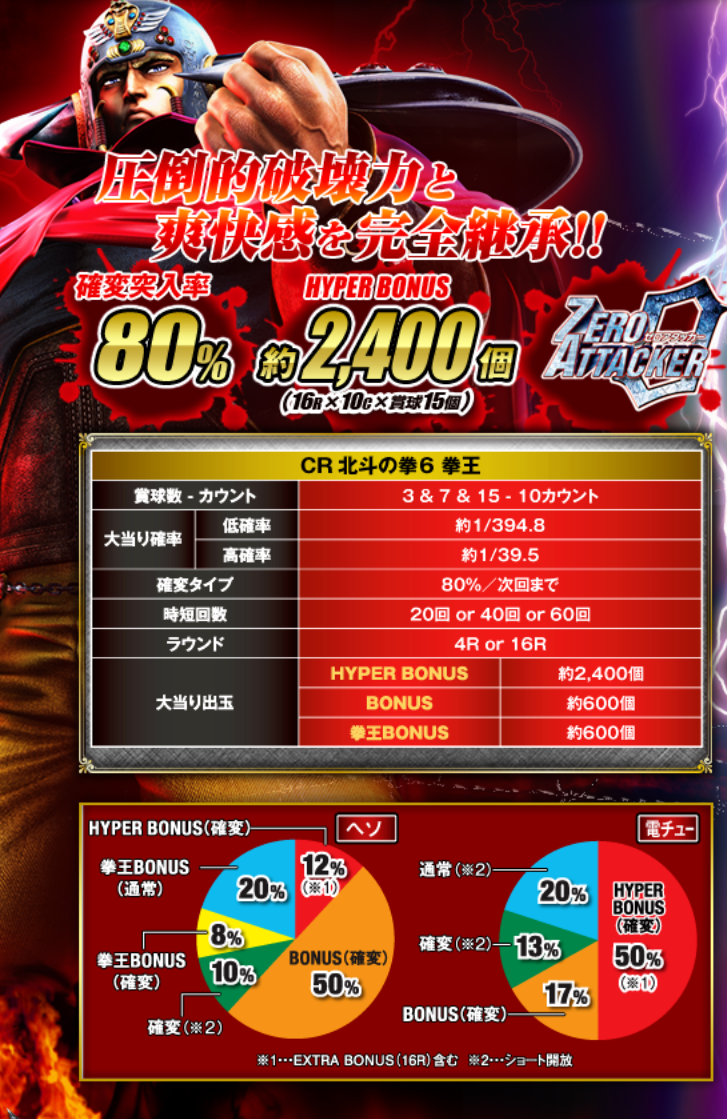 圧倒的破壊力と
爽快感を完全継承!!
確変突入率
80%
HYPER BONUS
約2,400個
(16R×10C×賞球15個)
ZERO
ゼロアタッカー
ATTACKER
CR 北斗の拳6 拳王
賞球数 - カウント 3 & 7 & 15 - 10カウント
大当り確率 低確率 約1/394.8
高確率 約1/39.5
確変タイプ 80%／次回まで
時短回数 20回 or 40回 or 60回
ラウンド 4R or 16R
大当り出玉 HYPER BONUS 約2,400個
BONUS 約600個
拳王BONUS 約600個
ヘソ
HYPER BONUS(確変)
12%
(※1)
拳王BONUS
(通常)
20%
拳王BONUS
(確変)
8%
確変(※2)
10%
BONUS(確変)
50%
電チュー
通常(※2)
20%
確変(※2)
13%
BONUS(確変)
17%
HYPER
BONUS
(確変)
50%
(※1)
※1…EXTRA BONUS(16R)含む ※2…ショート開放